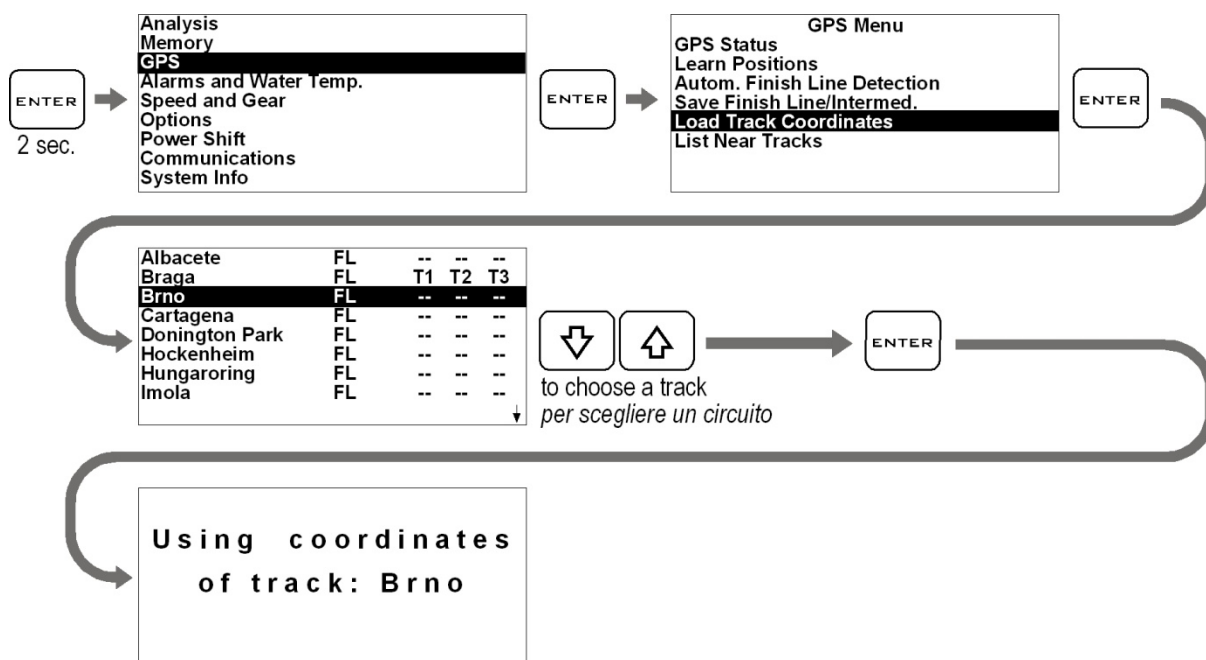 ENTER
2 sec.
Analysis
Memory
GPS
Alarms and Water Temp.
Speed and Gear
Options
Power Shift
Communications
System Info
ENTER
GPS Menu
GPS Status
Learn Positions
Autom. Finish Line Detection
Save Finish Line/Intermed.
Load Track Coordinates
List Near Tracks
ENTER
Albacete FL -- -- --
Braga FL T1 T2 T3
Brno FL -- -- --
Cartagena FL -- -- --
Donington Park FL -- -- --
Hockenheim FL -- -- --
Hungaroring FL -- -- --
Imola FL -- -- --
to choose a track
per scegliere un circuito
ENTER
Using coordinates
of track: Brno